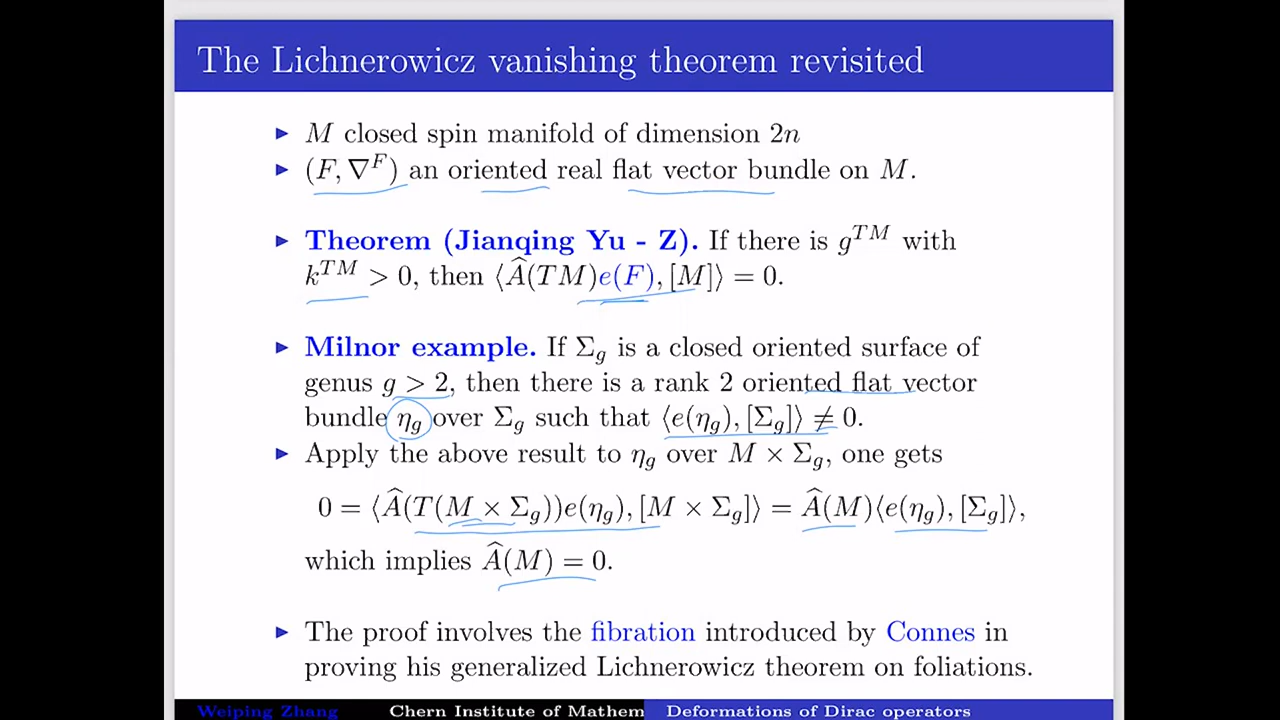 The Lichnerowicz vanishing theorem revisited
▶ M closed spin manifold of dimension 2n
▶ (F, ∇^F) an oriented real flat vector bundle on M.
▶ Theorem (Jianqing Yu - Z). If there is g^{TM} with
k^{TM} > 0, then ⟨Â(TM)e(F), [M]⟩ = 0.
▶ Milnor example. If Σ_g is a closed oriented surface of
genus g > 2, then there is a rank 2 oriented flat vector
bundle η_g over Σ_g such that ⟨e(η_g), [Σ_g]⟩ ≠ 0.
▶ Apply the above result to η_g over M × Σ_g, one gets
0 = ⟨Â(T(M × Σ_g))e(η_g), [M × Σ_g]⟩ = Â(M)⟨e(η_g), [Σ_g]⟩,
which implies Â(M) = 0.
▶ The proof involves the fibration introduced by Connes in
proving his generalized Lichnerowicz theorem on foliations.
Weiping Zhang Chern Institute of Mathem Deformations of Dirac operators